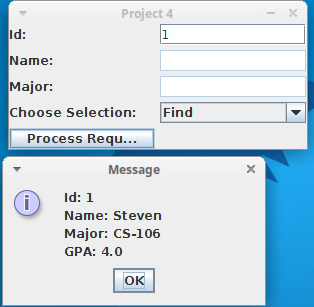 Project 4
Id: 1
Name:
Major:
Choose Selection: Find
Process Requ...
Message
Id: 1
Name: Steven
Major: CS-106
GPA: 4.0
OK